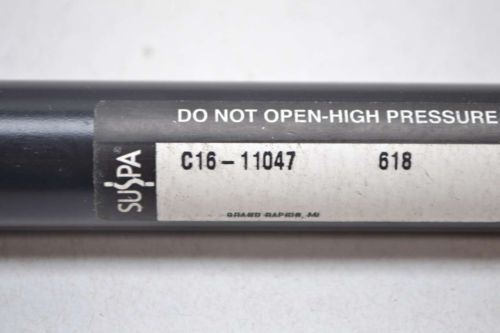 DO NOT OPEN-HIGH PRESSURE
SUSPA®
C16-11047 618
GRAND RAPIDS, MI